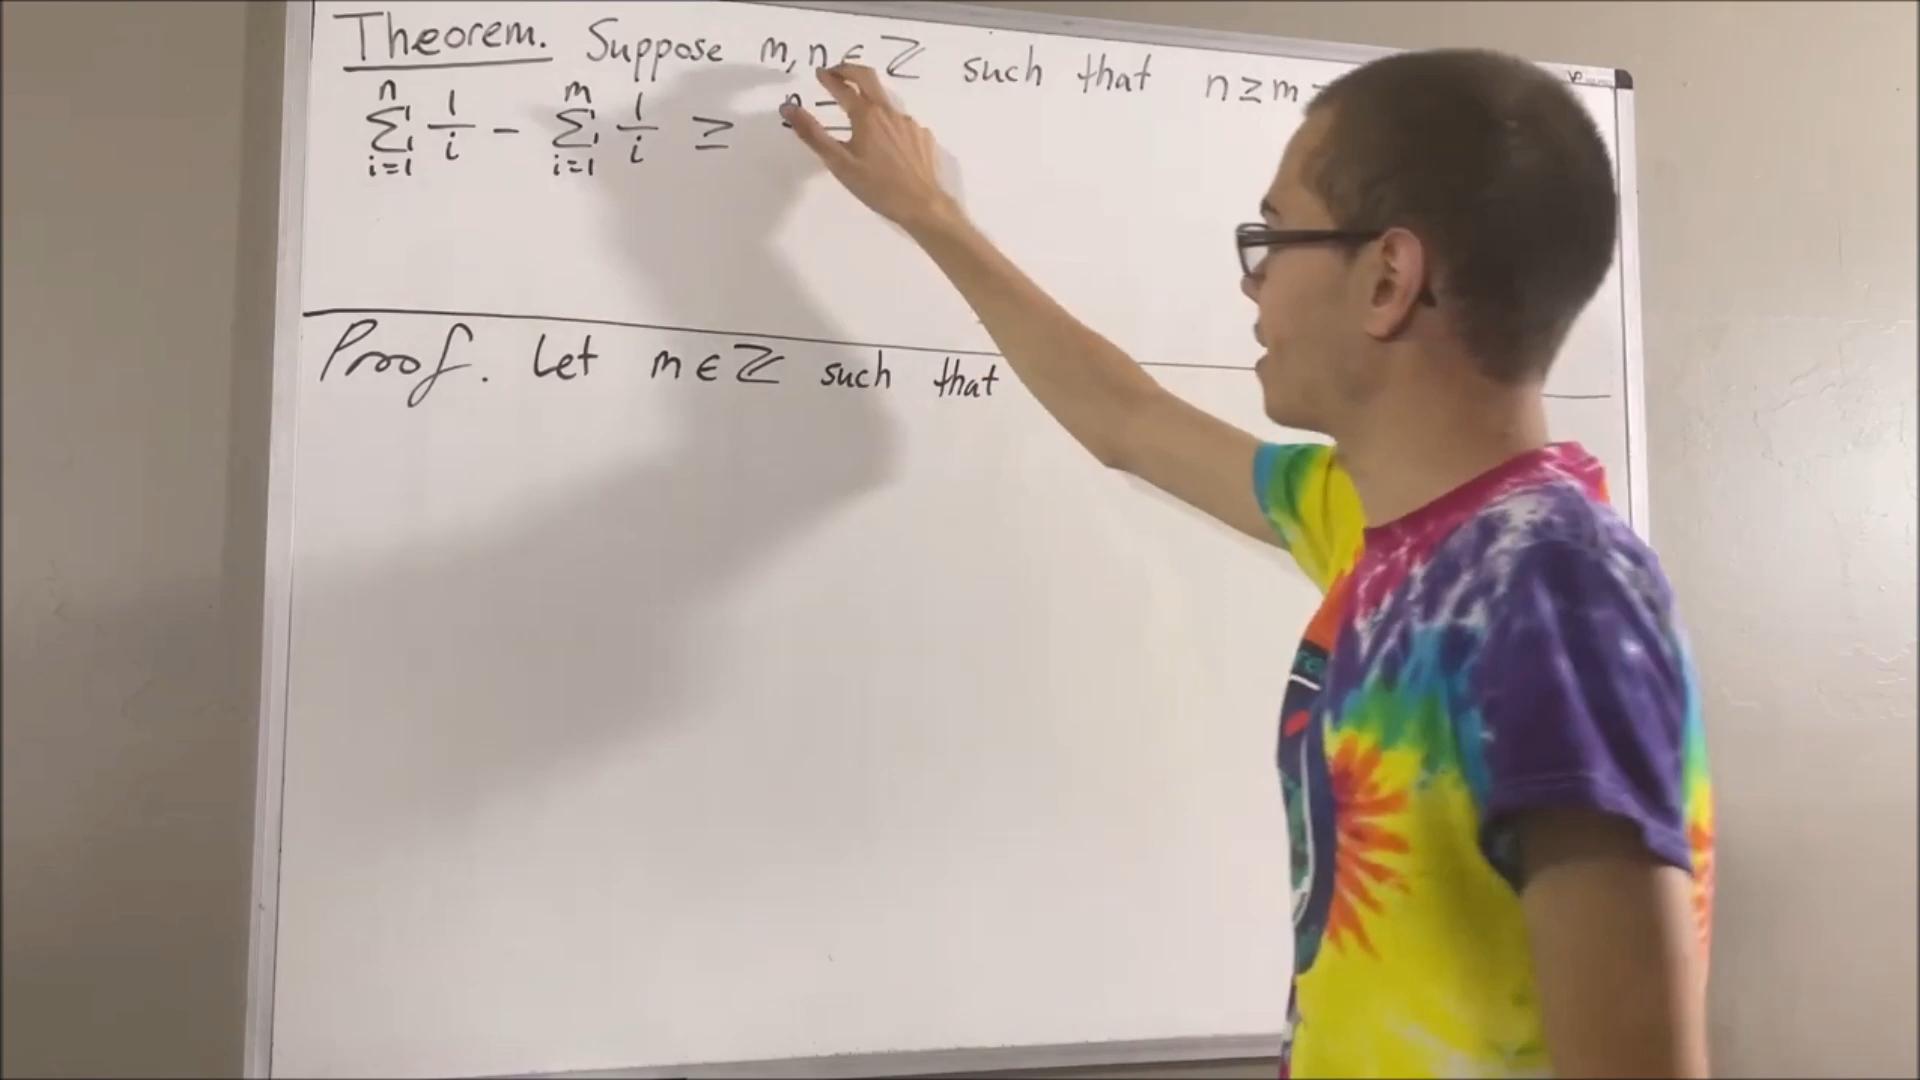 Theorem. Suppose m, n ∈ ℤ such that n ≥ m
n m n
∑ 1/i - ∑ 1/i ≥
i=1 i=1
Proof. Let m ∈ ℤ such that